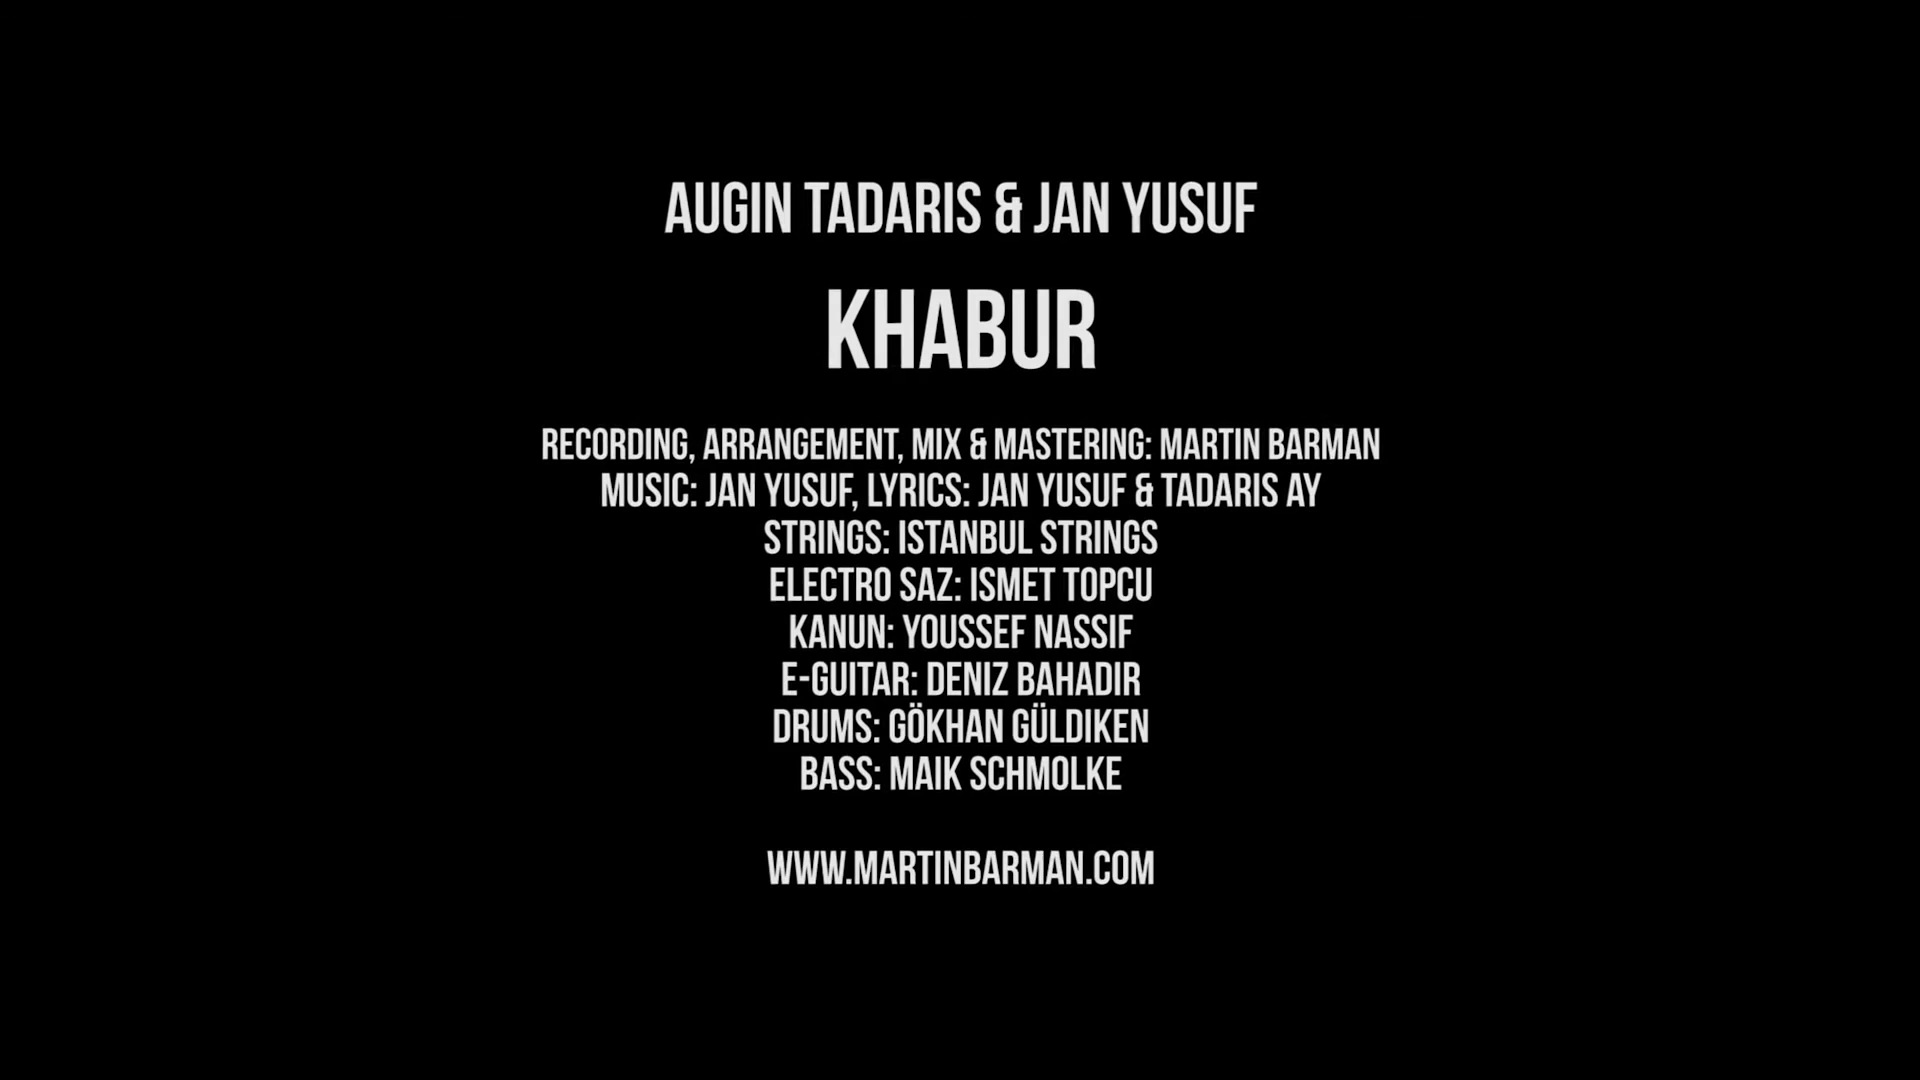 AUGIN TADARIS & JAN YUSUF
KHABUR
RECORDING, ARRANGEMENT, MIX & MASTERING: MARTIN BARMAN
MUSIC: JAN YUSUF, LYRICS: JAN YUSUF & TADARIS AY
STRINGS: ISTANBUL STRINGS
ELECTRO SAZ: ISMET TOPCU
KANUN: YOUSSEF NASSIF
E-GUITAR: DENIZ BAHADIR
DRUMS: GÖKHAN GÜLDIKEN
BASS: MAIK SCHMOLKE
WWW.MARTINBARMAN.COM